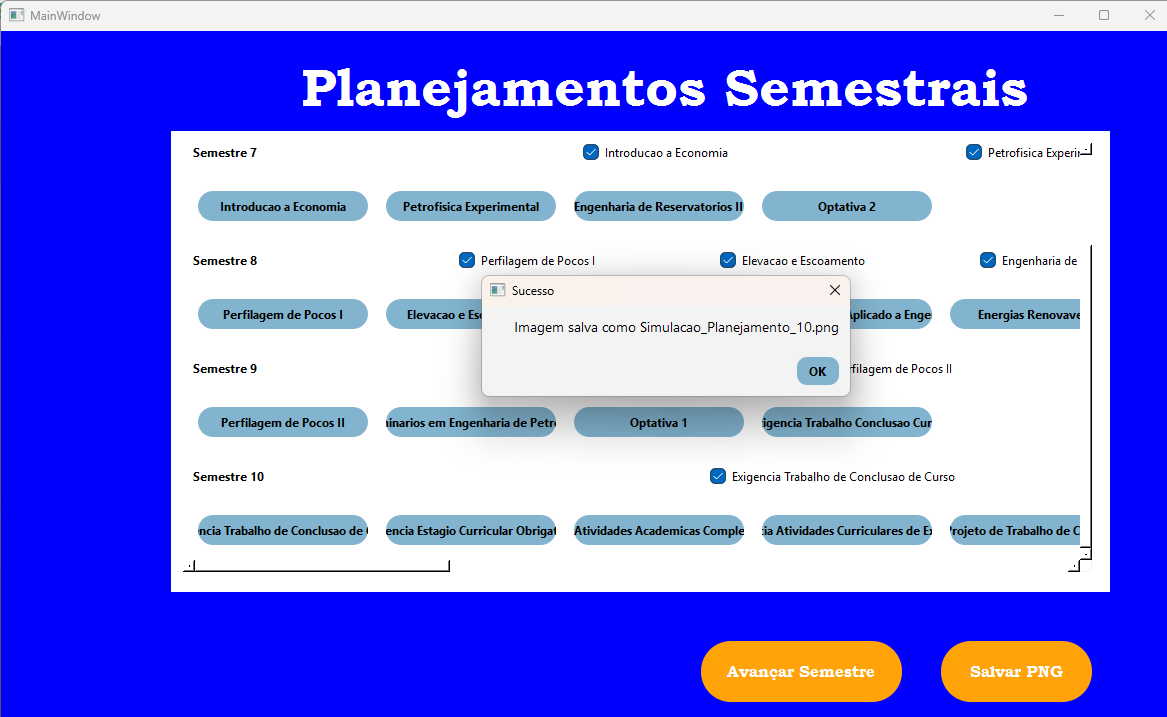 MainWindow
Planejamentos Semestrais
Semestre 7 Introducao a Economia Petrofisica Experi
Introducao a Economia Petrofisica Experimental Engenharia de Reservatorios II Optativa 2
Semestre 8 Perfilagem de Pocos I Elevacao e Escoamento Engenharia de
Sucesso
Perfilagem de Pocos I Elevacao e Esc Aplicado a Enge Energias Renovave
Imagem salva como Simulacao_Planejamento_10.png
Semestre 9 rfilagem de Pocos II
OK
Perfilagem de Pocos II inarios em Engenharia de Petr Optativa 1 igencia Trabalho Conclusao Cur
Semestre 10 Exigencia Trabalho de Conclusao de Curso
encia Trabalho de Conclusao de encia Estagio Curricular Obrigat Atividades Academicas Comple ia Atividades Curriculares de Ex Projeto de Trabalho de C
Avançar Semestre Salvar PNG